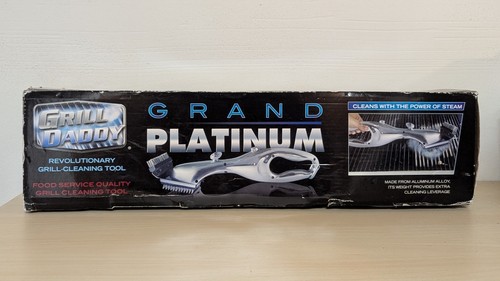 GRILL
DADDY
REVOLUTIONARY
GRILL-CLEANING TOOL
FOOD SERVICE QUALITY
GRILL CLEANING TOOL
GRAND
PLATINUM
CLEANS WITH THE POWER OF STEAM
MADE FROM ALUMINUM ALLOY,
ITS WEIGHT PROVIDES EXTRA
CLEANING LEVERAGE